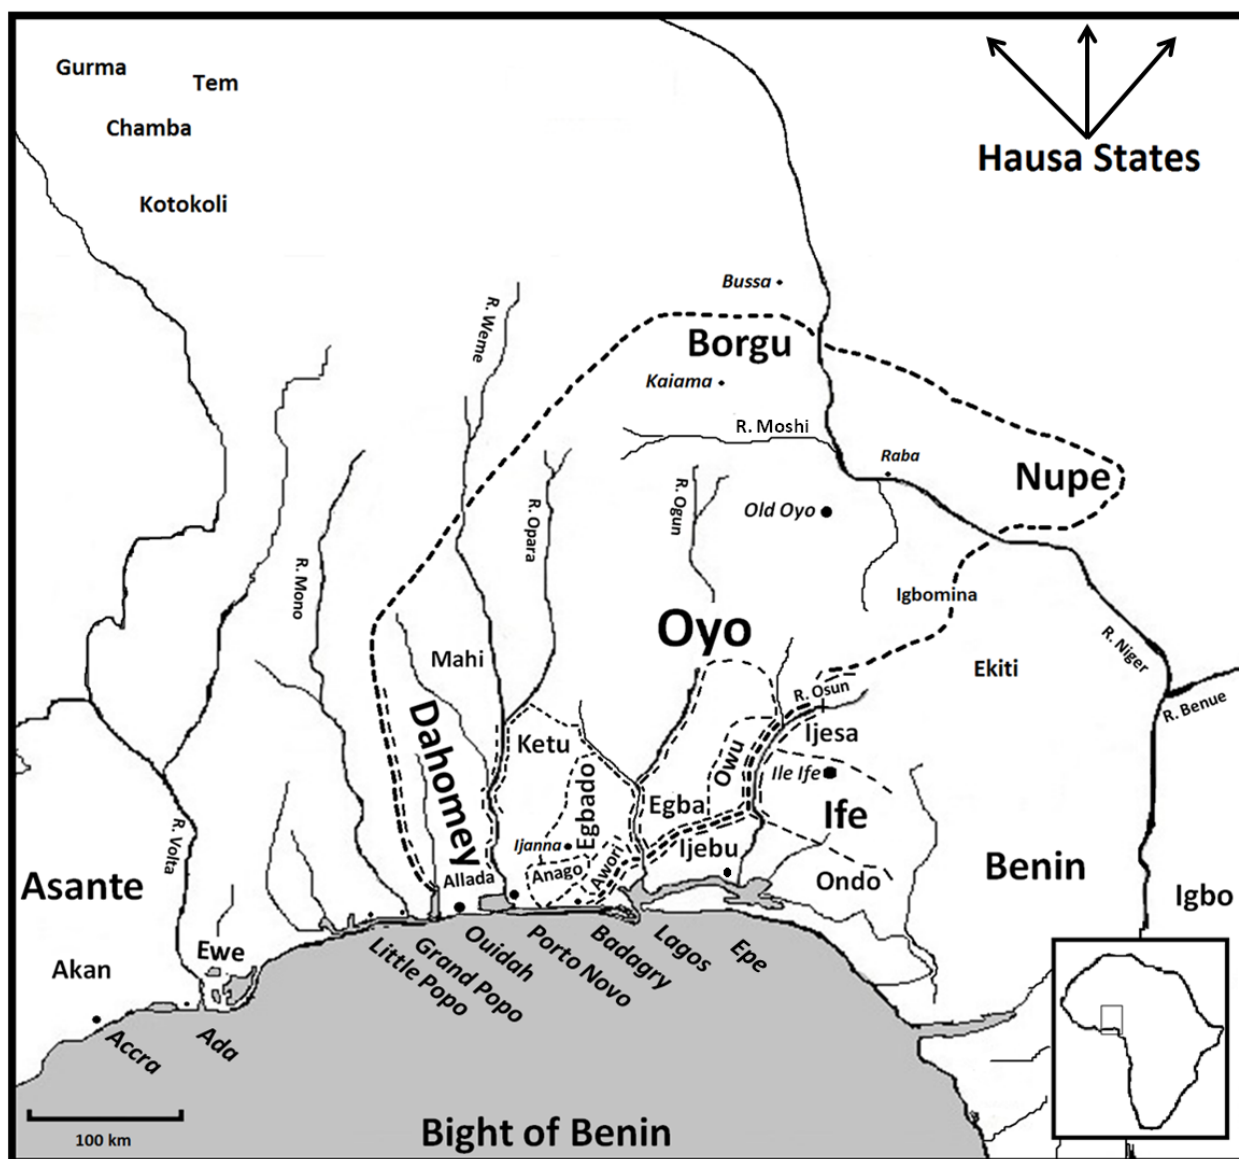 Gurma
Tem
Chamba
Hausa States
Kotokoli
Bussa
R. Weme
Borgu
Kaiama
R. Moshi
Raba
Nupe
R. Ogun
Old Oyo
R. Opara
R. Mono
Igbomina
Oyo
Mahi
Ekiti
R. Niger
R. Osun
R. Benue
Dahomey
Ketu
Ijesa
Owu
Ile Ife
Egbado
Egba
Ife
R. Volta
Ijanna
Ijebu
Awori
Anago
Allada
Asante
Ondo
Benin
Igbo
Ewe
Akan
Little Popo
Grand Popo
Ouidah
Porto Novo
Badagry
Lagos
Epe
Accra
Ada
100 km
Bight of Benin